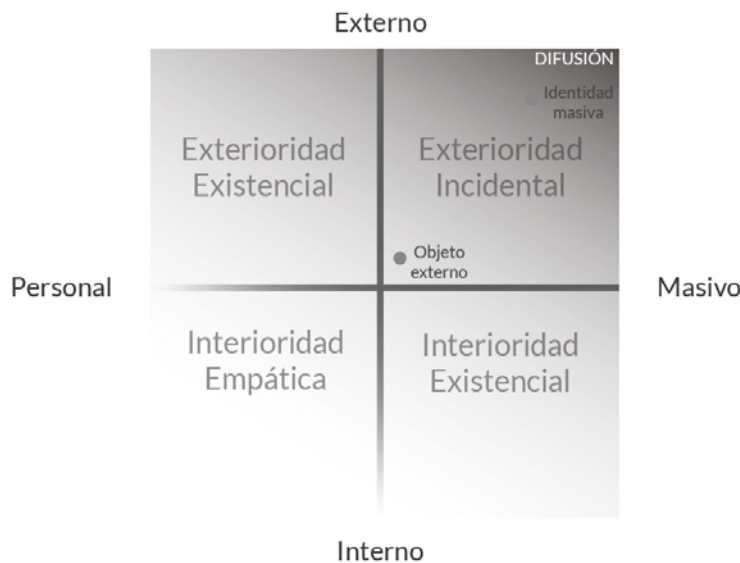 Externo
DIFUSIÓN
Identidad
masiva
Exterioridad
Existencial
Exterioridad
Incidental
Objeto
externo
Personal
Masivo
Interioridad
Empática
Interioridad
Existencial
Interno